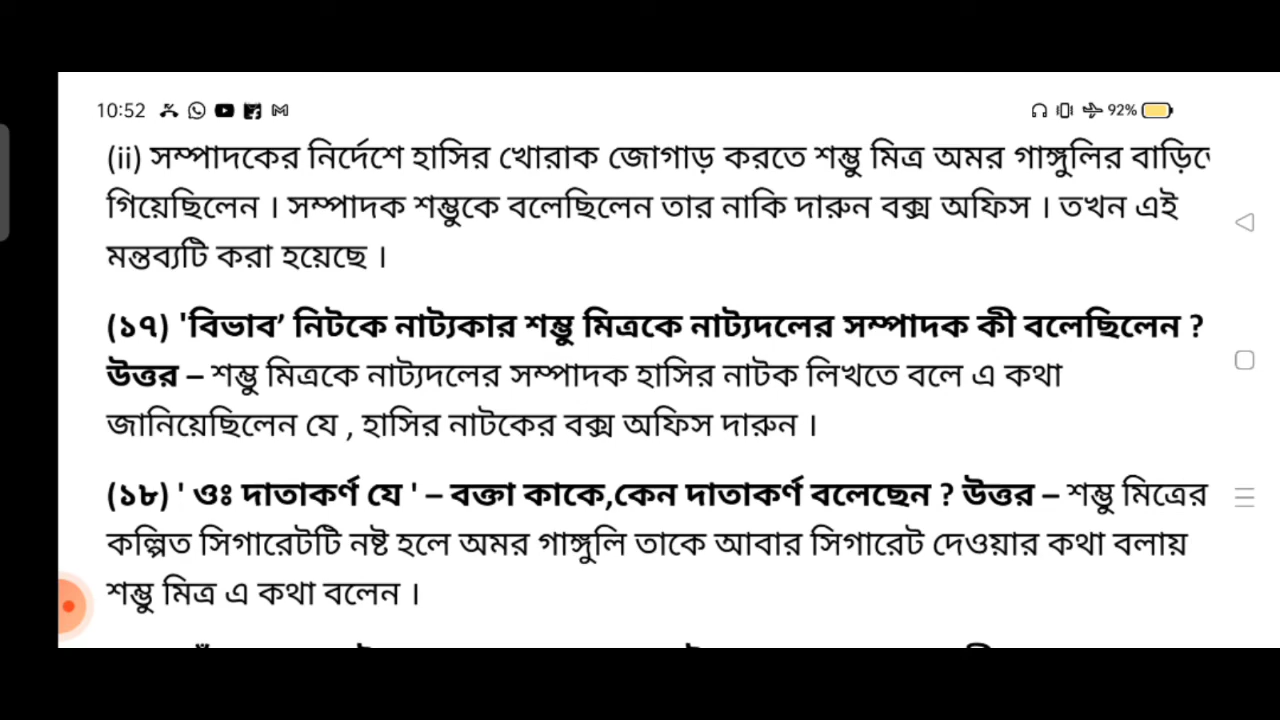 10:52
92%
(ii) সম্পাদকের নির্দেশে হাসির খোরাক জোগাড় করতে শম্ভু মিত্র অমর গাঙ্গুলির
গিয়েছিলেন । সম্পাদক শম্ভুকে বলেছিলেন তার নাকি দারুন বক্স অফিস । তখন এই
মন্তব্যটি করা হয়েছে ।
(১৭) 'বিভাব’ নিটকে নাট্যকার শম্ভু মিত্রকে নাট্যদলের সম্পাদক কী বলেছিলেন ?
উত্তর – শম্ভু মিত্রকে নাট্যদলের সম্পাদক হাসির নাটক লিখতে বলে এ কথা
জানিয়েছিলেন যে , হাসির নাটকের বক্স অফিস দারুন ।
(১৮) ' ওঃ দাতাকর্ণ যে ' – বক্তা কাকে,কেন দাতাকর্ণ বলেছেন ? উত্তর – শম্ভু মিত্রের
কল্পিত সিগারেটটি নষ্ট হলে অমর গাঙ্গুলি তাকে আবার সিগারেট দেওয়ার কথা বলায়
শম্ভু মিত্র এ কথা বলেন ।